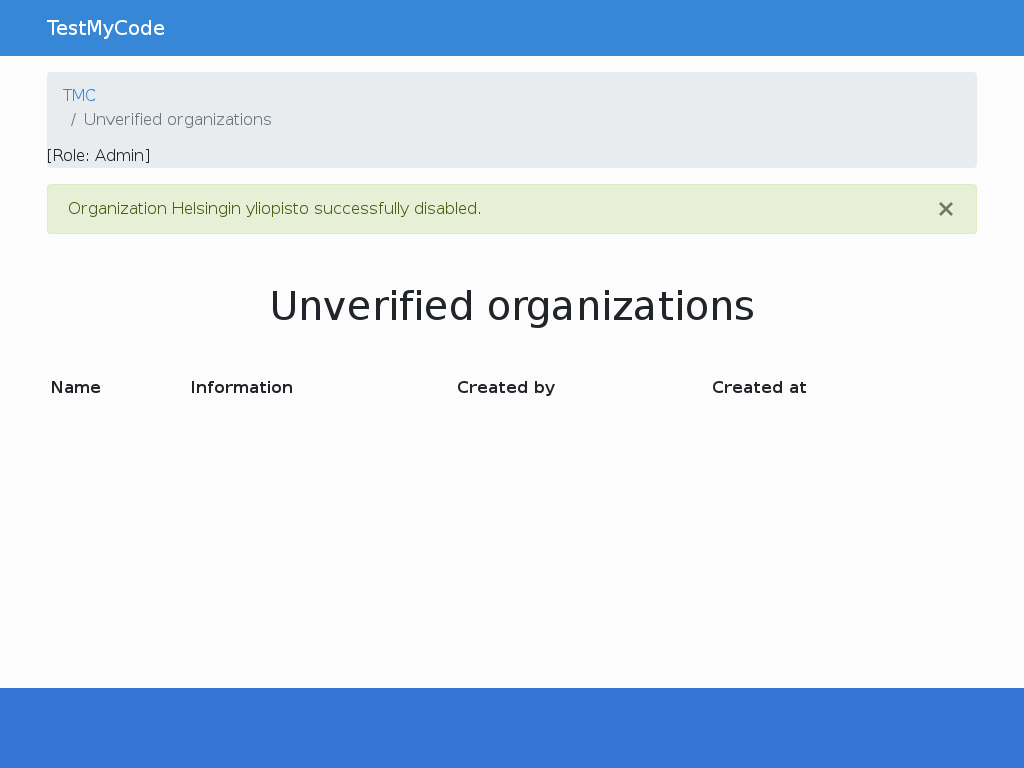 TestMyCode
TMC
/ Unverified organizations
[Role: Admin]
Organization Helsingin yliopisto successfully disabled. ×
Unverified organizations
Name Information Created by Created at